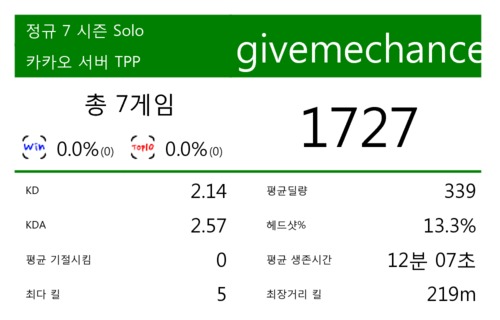 정규 7 시즌 Solo
카카오 서버 TPP
givemechance
총 7게임
Win 0.0%(0) Top10 0.0%(0)
1727
KD 2.14 평균딜량 339
KDA 2.57 헤드샷% 13.3%
평균 기절시킴 0 평균 생존시간 12분 07초
최다 킬 5 최장거리 킬 219m